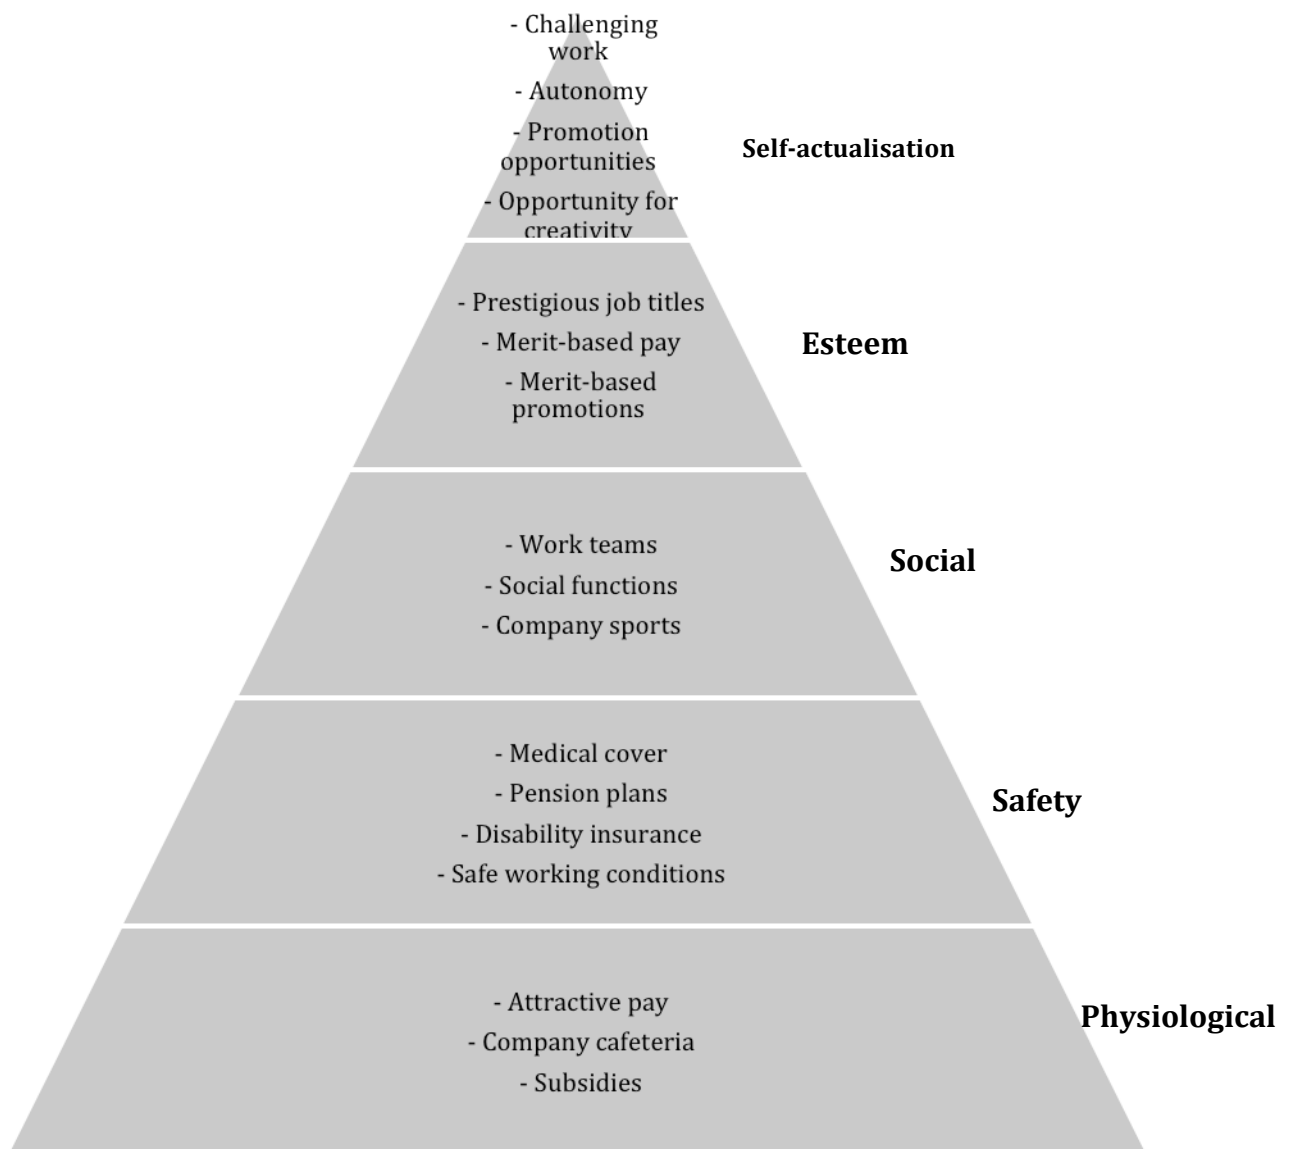 - Challenging
work
- Autonomy
- Promotion
opportunities
Self-actualisation
- Opportunity for
creativity
- Prestigious job titles
- Merit-based pay
Esteem
- Merit-based
promotions
- Work teams
Social
- Social functions
- Company sports
- Medical cover
- Pension plans
Safety
- Disability insurance
- Safe working conditions
- Attractive pay
Physiological
- Company cafeteria
- Subsidies